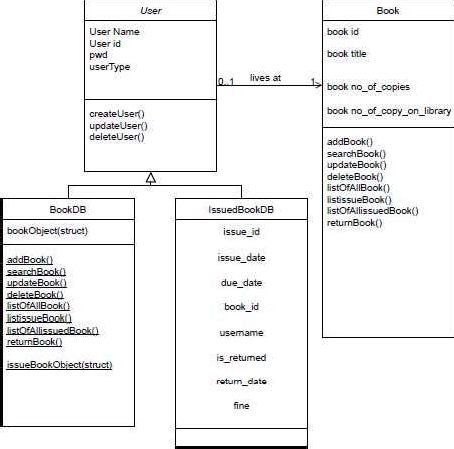 User
User Name
User id
pwd
userType
createUser()
updateUser()
deleteUser()
0..1
lives at
1
Book
book id
book title
book no_of_copies
book no_of_copy_on_library
addBook()
searchBook()
updateBook()
deleteBook()
listOfAllBook()
listissueBook()
listOfAllissuedBook()
returnBook()
BookDB
bookObject(struct)
addBook()
searchBook()
updateBook()
deleteBook()
listOfAllBook()
listissueBook()
listOfAllissuedBook()
returnBook()
issueBookObject(struct)
IssuedBookDB
issue_id
issue_date
due_date
book_id
username
is_returned
return_date
fine